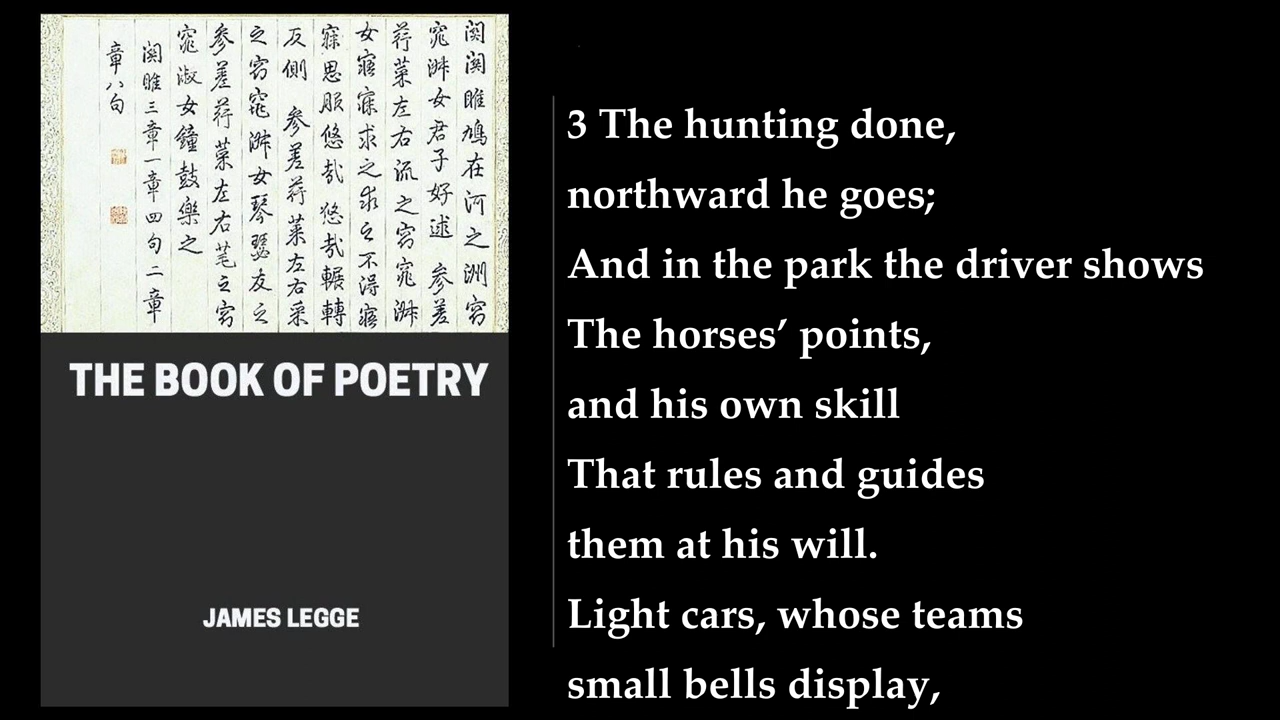 關關雎鳩在河之洲窈
窕淑女君子好逑 參差
荇菜左右流之窈窕淑
女寤寐求之求之不得寤
寐思服悠哉悠哉輾轉
反側 參差荇菜左右采
之窈窕淑女琴瑟友之
參差荇菜左右芼之窈
窕淑女鐘鼓樂之
關雎三章一章四句二章
章八句
THE BOOK OF POETRY
JAMES LEGGE
3 The hunting done,
northward he goes;
And in the park the driver shows
The horses’ points,
and his own skill
That rules and guides
them at his will.
Light cars, whose teams
small bells display,